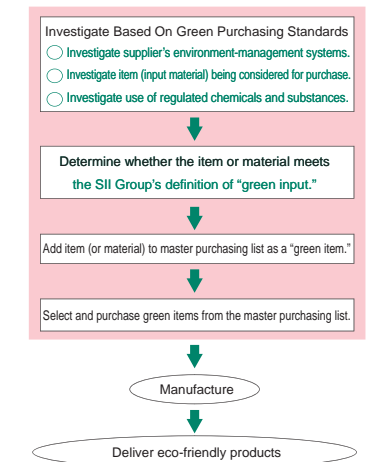 Investigate Based On Green Purchasing Standards
Investigate supplier's environment-management systems.
Investigate item (input material) being considered for purchase.
Investigate use of regulated chemicals and substances.
Determine whether the item or material meets
the SII Group's definition of “green input.”
Add item (or material) to master purchasing list as a “green item.”
Select and purchase green items from the master purchasing list.
Manufacture
Deliver eco-friendly products